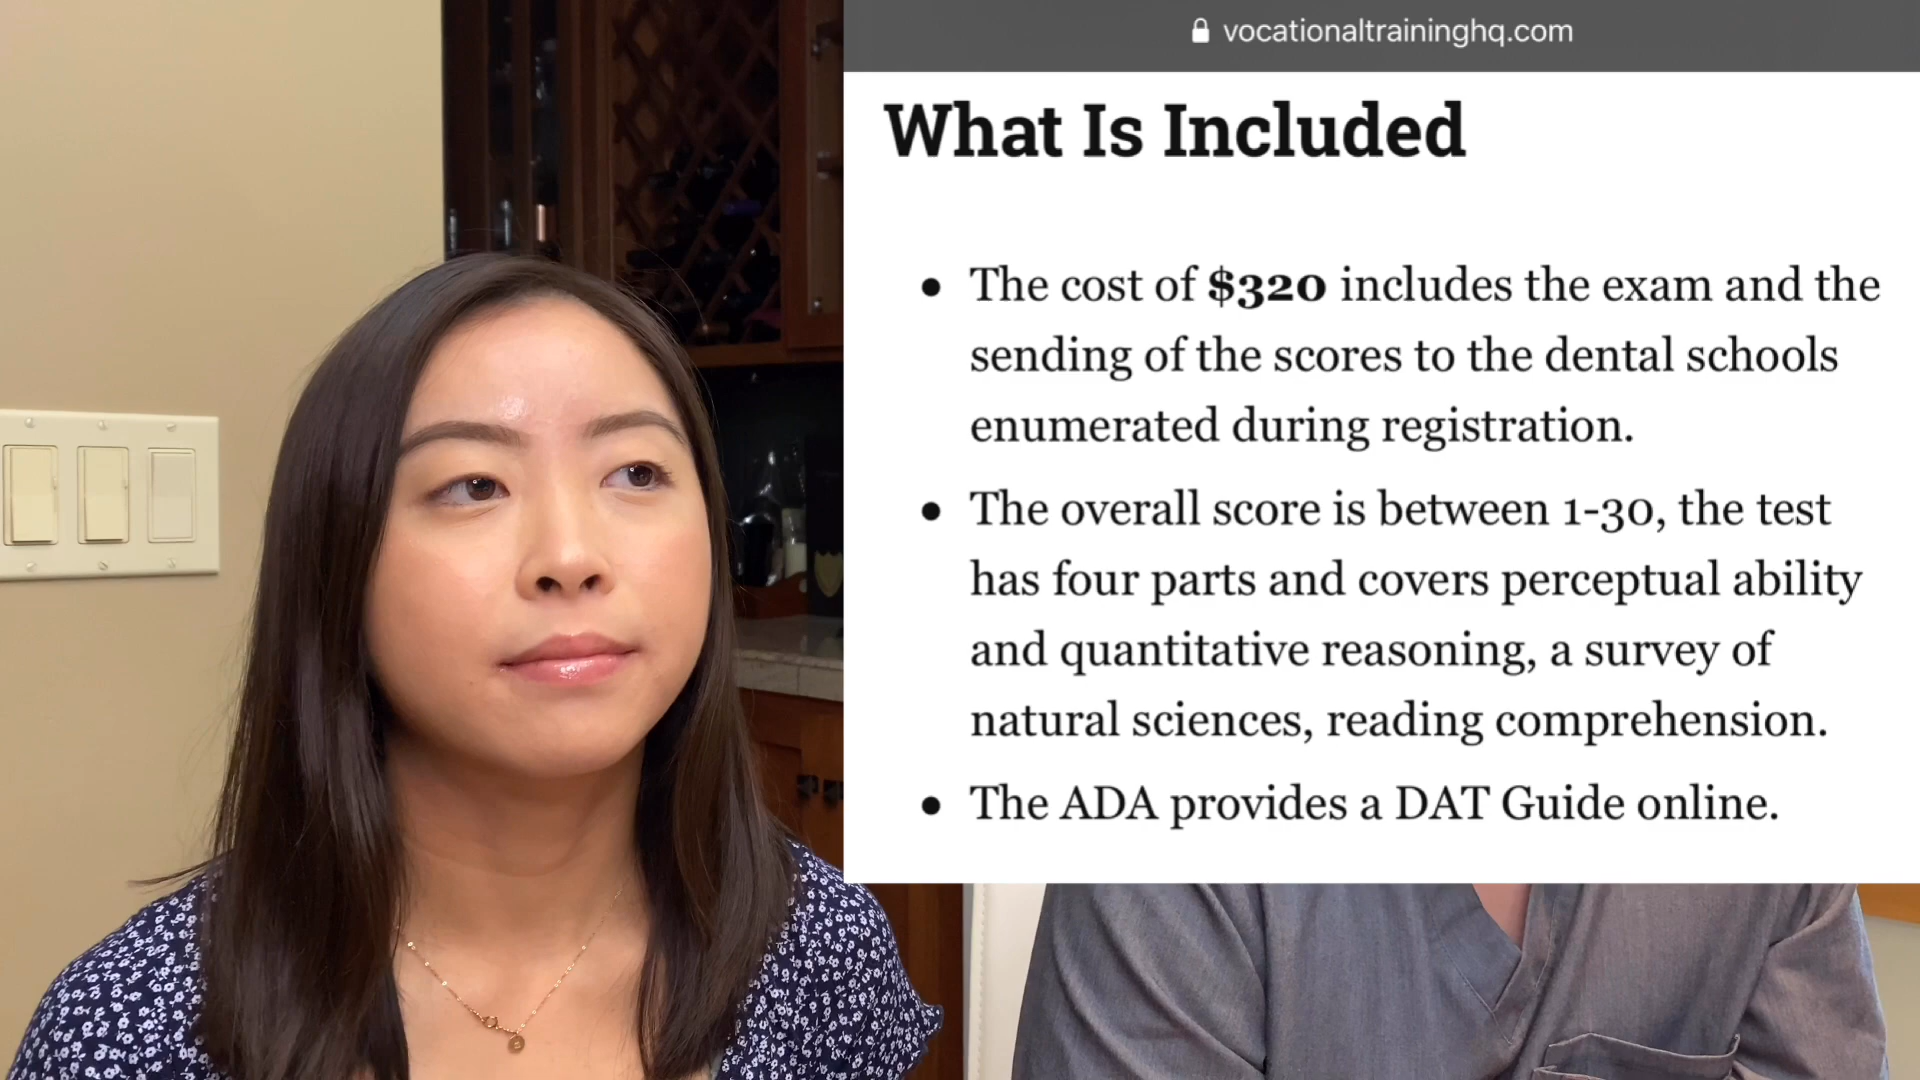 vocationaltraininghq.com
What Is Included
• The cost of $320 includes the exam and the
sending of the scores to the dental schools
enumerated during registration.
• The overall score is between 1-30, the test
has four parts and covers perceptual ability
and quantitative reasoning, a survey of
natural sciences, reading comprehension.
• The ADA provides a DAT Guide online.